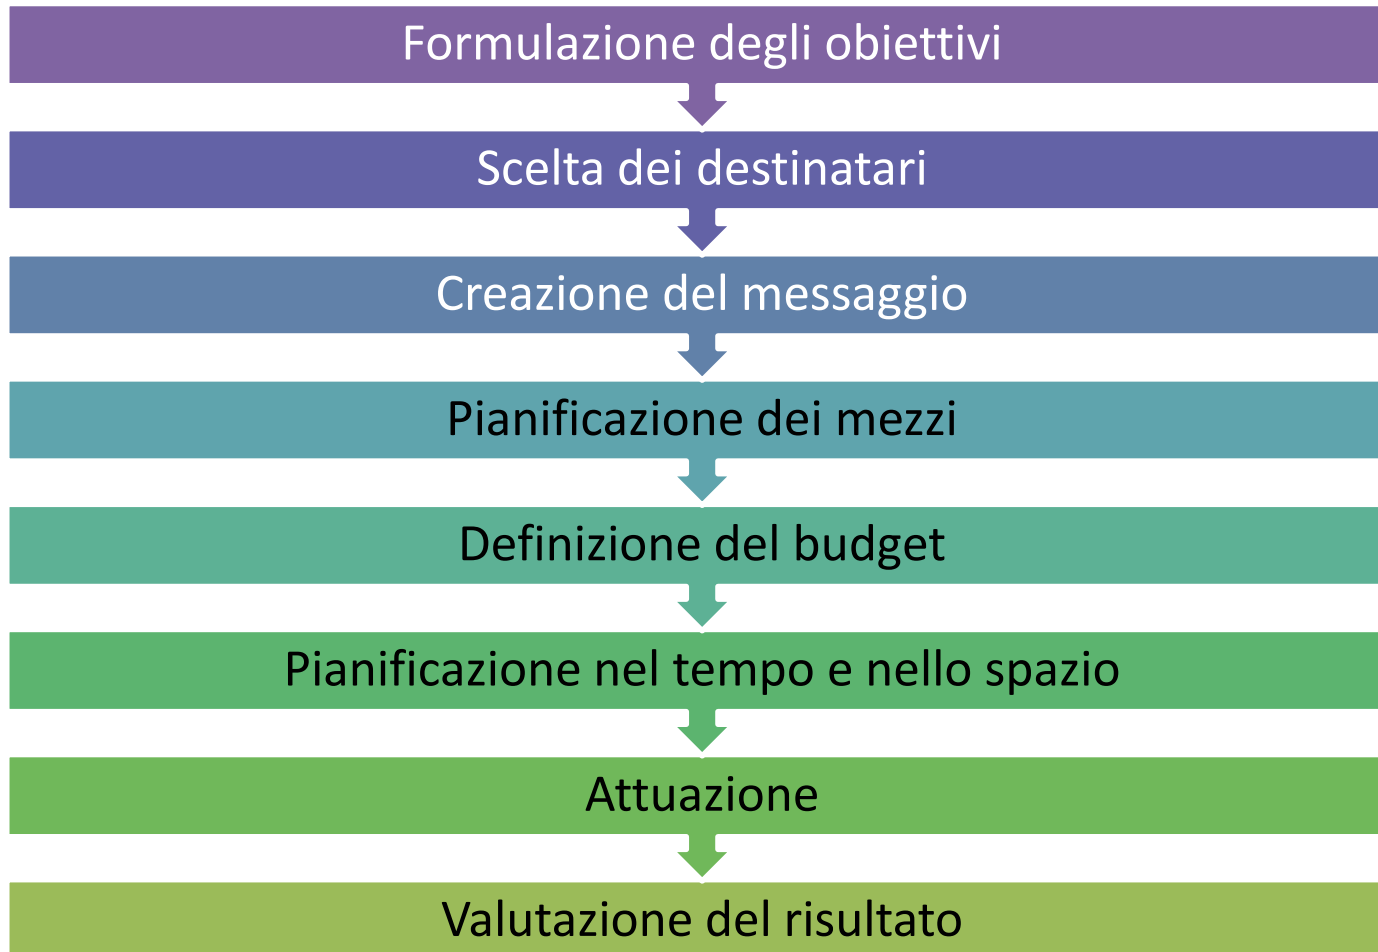 Formulazione degli obiettivi
Scelta dei destinatari
Creazione del messaggio
Pianificazione dei mezzi
Definizione del budget
Pianificazione nel tempo e nello spazio
Attuazione
Valutazione del risultato